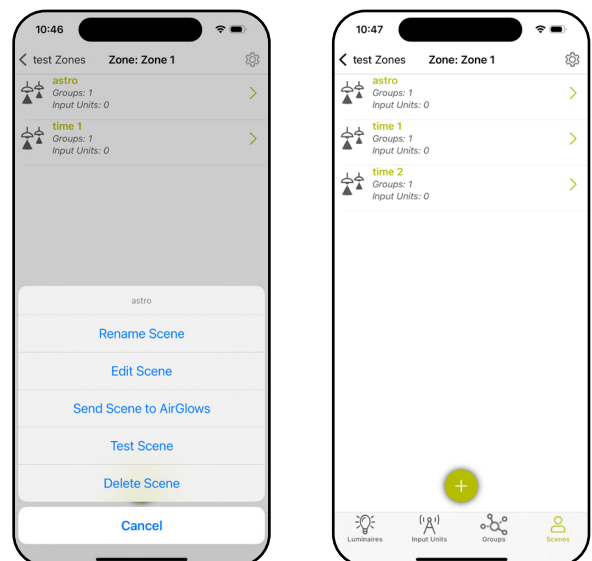 10:46
test Zones Zone: Zone 1
astro
Groups: 1
Input Units: 0
time 1
Groups: 1
Input Units: 0
astro
Rename Scene
Edit Scene
Send Scene to AirGlows
Test Scene
Delete Scene
Cancel
10:47
test Zones Zone: Zone 1
astro
Groups: 1
Input Units: 0
time 1
Groups: 1
Input Units: 0
time 2
Groups: 1
Input Units: 0
+
Luminaires Input Units Groups Scenes